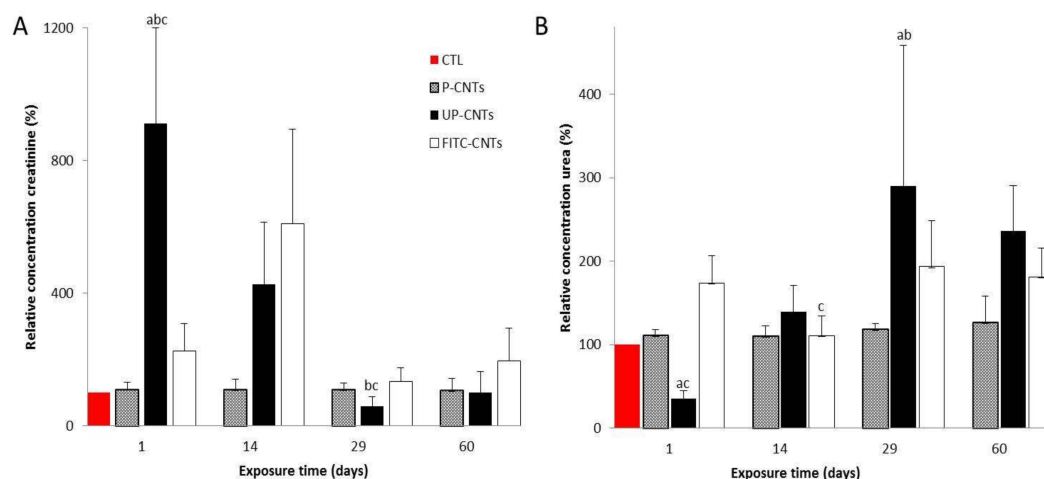 A
Relative concentration creatinine (%)
1200
800
400
0
abc
bc
1 14 29 60
Exposure time (days)
CTL
P-CNTs
UP-CNTs
FITC-CNTs
B
Relative concentration urea (%)
400
300
200
100
0
ab
c
ac
1 14 29 60
Exposure time (days)